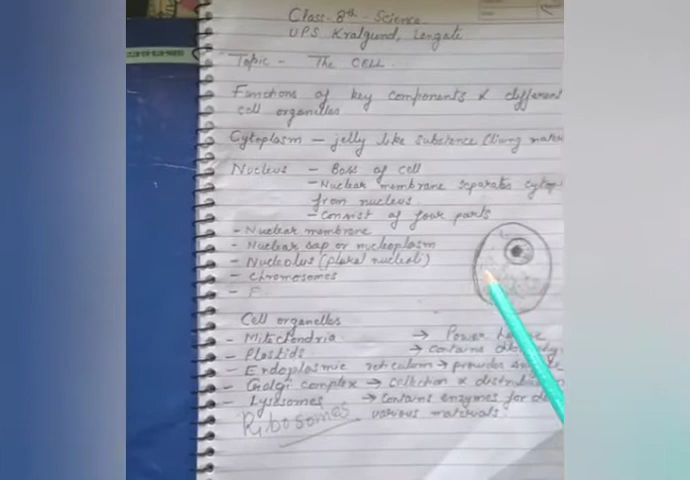 Class - 8th - Science
UPS Kralgund, Langate
Topic - The CELL.
Functions of key components & different
cell organelles
Cytoplasm - jelly like substance (living
Nucleus - Boss of cell
- Nuclear membrane separates
from nucleus.
- Consist of four parts
- Nuclear membrane
- Nuclear sap or nucleoplasm
- Nucleolus (plural nucleoli)
- Chromosomes
Cell organelles
- Mitochondria → Power house
- Plastids → contains
- Endoplasmic reticulum → provides
- Golgi complex → collection &
- Lysosomes → contains enzymes for
various materials.
Ribosomes